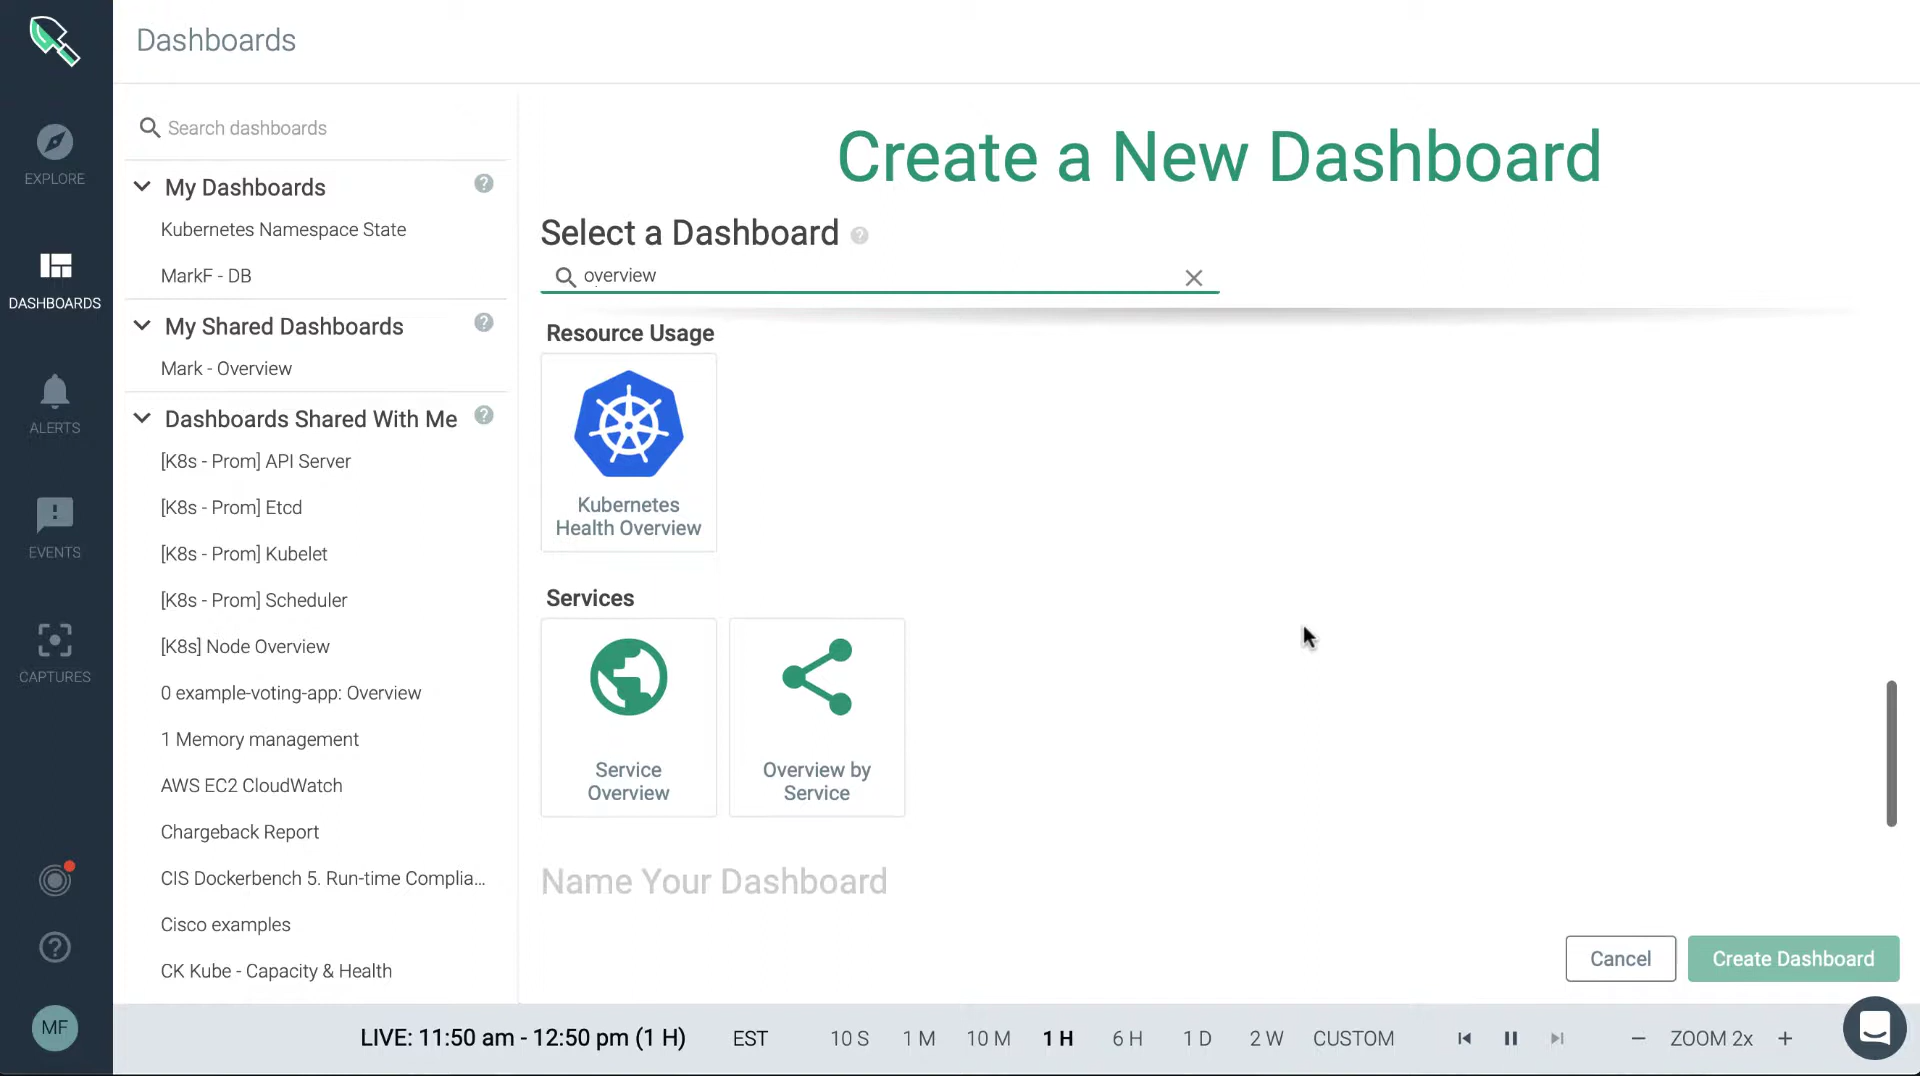 Dashboards
EXPLORE
DASHBOARDS
ALERTS
EVENTS
CAPTURES
MF
Search dashboards
My Dashboards
Kubernetes Namespace State
MarkF - DB
My Shared Dashboards
Mark - Overview
Dashboards Shared With Me
[K8s - Prom] API Server
[K8s - Prom] Etcd
[K8s - Prom] Kubelet
[K8s - Prom] Scheduler
[K8s] Node Overview
0 example-voting-app: Overview
1 Memory management
AWS EC2 CloudWatch
Chargeback Report
CIS Dockerbench 5. Run-time Complia...
Cisco examples
CK Kube - Capacity & Health
Create a New Dashboard
Select a Dashboard
overview
Resource Usage
Kubernetes
Health Overview
Services
Service
Overview
Overview by
Service
Name Your Dashboard
Cancel
Create Dashboard
LIVE: 11:50 am - 12:50 pm (1 H) EST 10 S 1 M 10 M 1 H 6 H 1 D 2 W CUSTOM ZOOM 2x